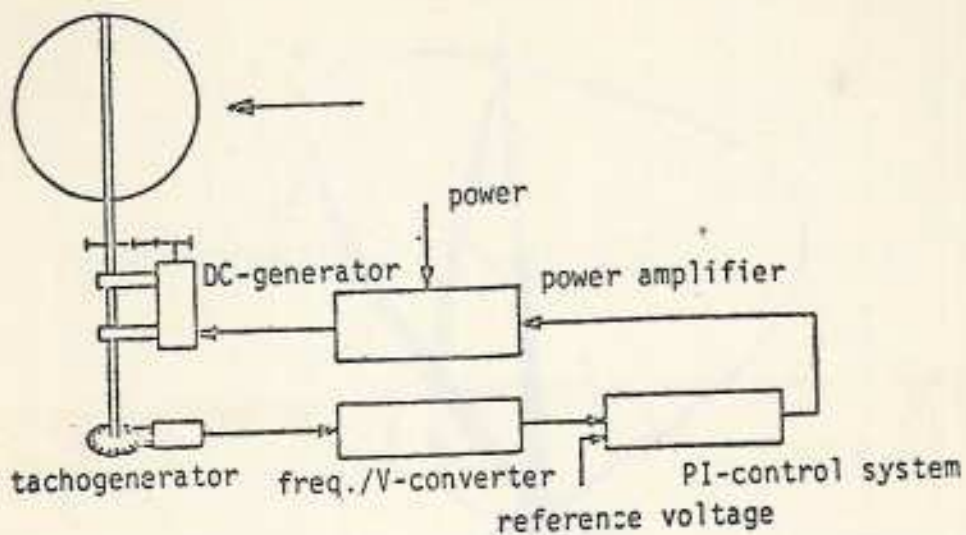 power
DC-generator
power amplifier
tachogenerator
freq./V-converter
PI-control system
reference voltage